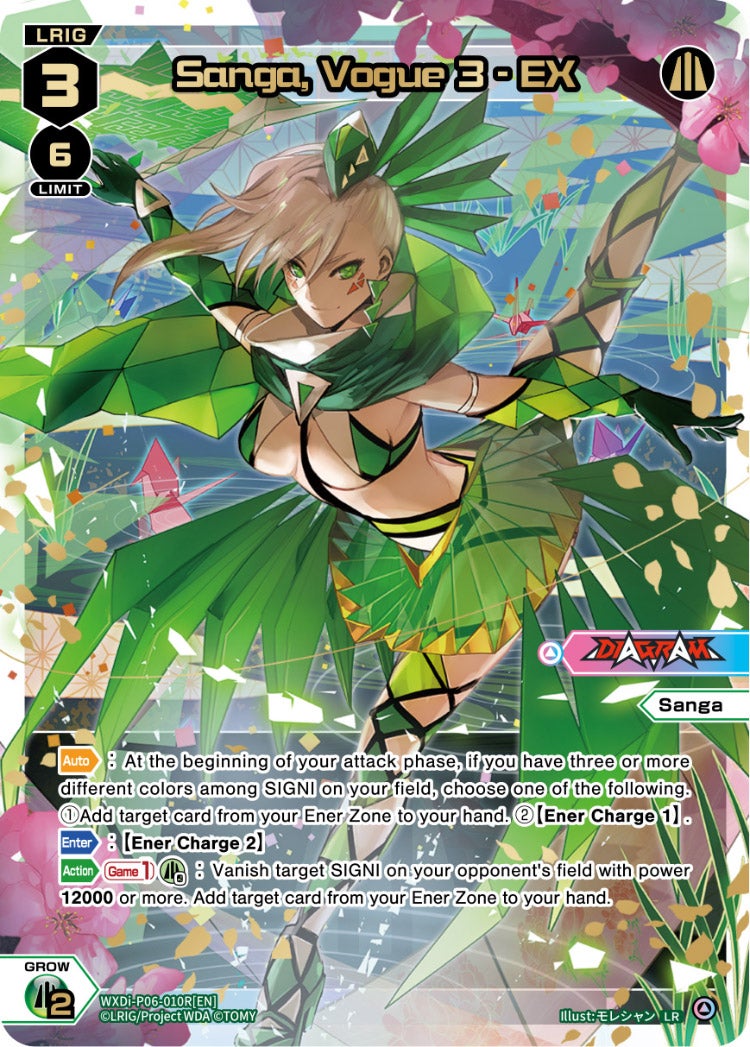 LRIG
3
Sanga, Vogue 3 - EX
6
LIMIT
DIAGRAM
Sanga
Auto : At the beginning of your attack phase, if you have three or more
different colors among SIGNI on your field, choose one of the following.
①Add target card from your Ener Zone to your hand. ②【Ener Charge 1】.
Enter : 【Ener Charge 2】
Action Game 1 0 : Vanish target SIGNI on your opponent's field with power
12000 or more. Add target card from your Ener Zone to your hand.
GROW
2
WXDi-P06-010R[EN]
©LRIG/Project WDA ©TOMY
Illust:モレシャン LR